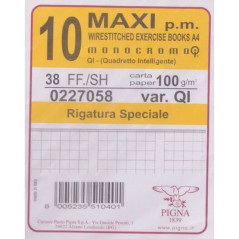 10 MAXI p.m.
WIRESTITCHED EXERCISE BOOKS A4
MONOCROMO Q
QI - (Quadretto Intelligente)
38 FF./SH carta paper 100 g/m²
0227058 var. QI
Rigatura Speciale
8 005235 510401
PIGNA
1839
www.pigna.it